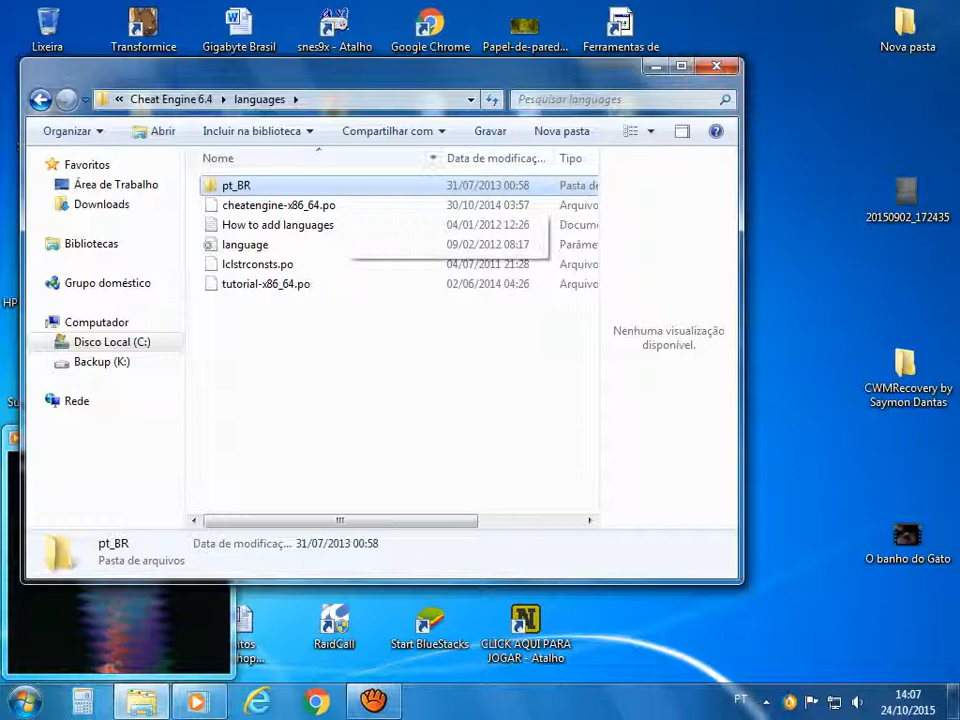 Lixeira
Transformice
Gigabyte Brasil
snes9x - Atalho
Google Chrome
Papel-de-pared...
Ferramentas de
Nova pasta
« Cheat Engine 6.4 languages
Pesquisar languages
Organizar
Abrir
Incluir na biblioteca
Compartilhar com
Gravar
Nova pasta
Nome
Data de modificaç...
Tipo
Favoritos
Área de Trabalho
Downloads
Bibliotecas
Grupo doméstico
Computador
Disco Local (C:)
Backup (K:)
Rede
pt_BR 31/07/2013 00:58 Pasta de
cheatengine-x86_64.po 30/10/2014 03:57 Arquivo
How to add languages 04/01/2012 12:26 Docume
language 09/02/2012 08:17 Parâme
lclstrconsts.po 04/07/2011 21:28 Arquivo
tutorial-x86_64.po 02/06/2014 04:26 Arquivo
Nenhuma visualização
disponível.
pt_BR Data de modificaç... 31/07/2013 00:58
Pasta de arquivos
20150902_172435
CWMRecovery by
Saymon Dantas
O banho do Gato
HP
RaidCall
Start BlueStacks
CLICK AQUI PARA
JOGAR - Atalho
PT
14:07
24/10/2015